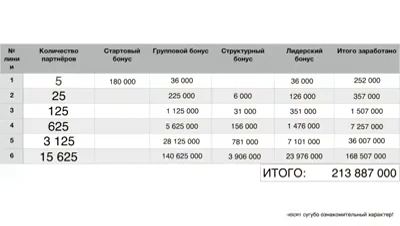 № лини и Количество партнёров Стартовый бонус Групповой бонус Структурный бонус Лидерский бонус Итого заработано
1 5 180 000 36 000 36 000 252 000
2 25 225 000 6 000 126 000 357 000
3 125 1 125 000 31 000 351 000 1 507 000
4 625 5 625 000 156 000 1 476 000 7 257 000
5 3 125 28 125 000 781 000 7 101 000 36 007 000
6 15 625 140 625 000 3 906 000 23 976 000 168 507 000
ИТОГО: 213 887 000
носят сугубо ознакомительный характер!